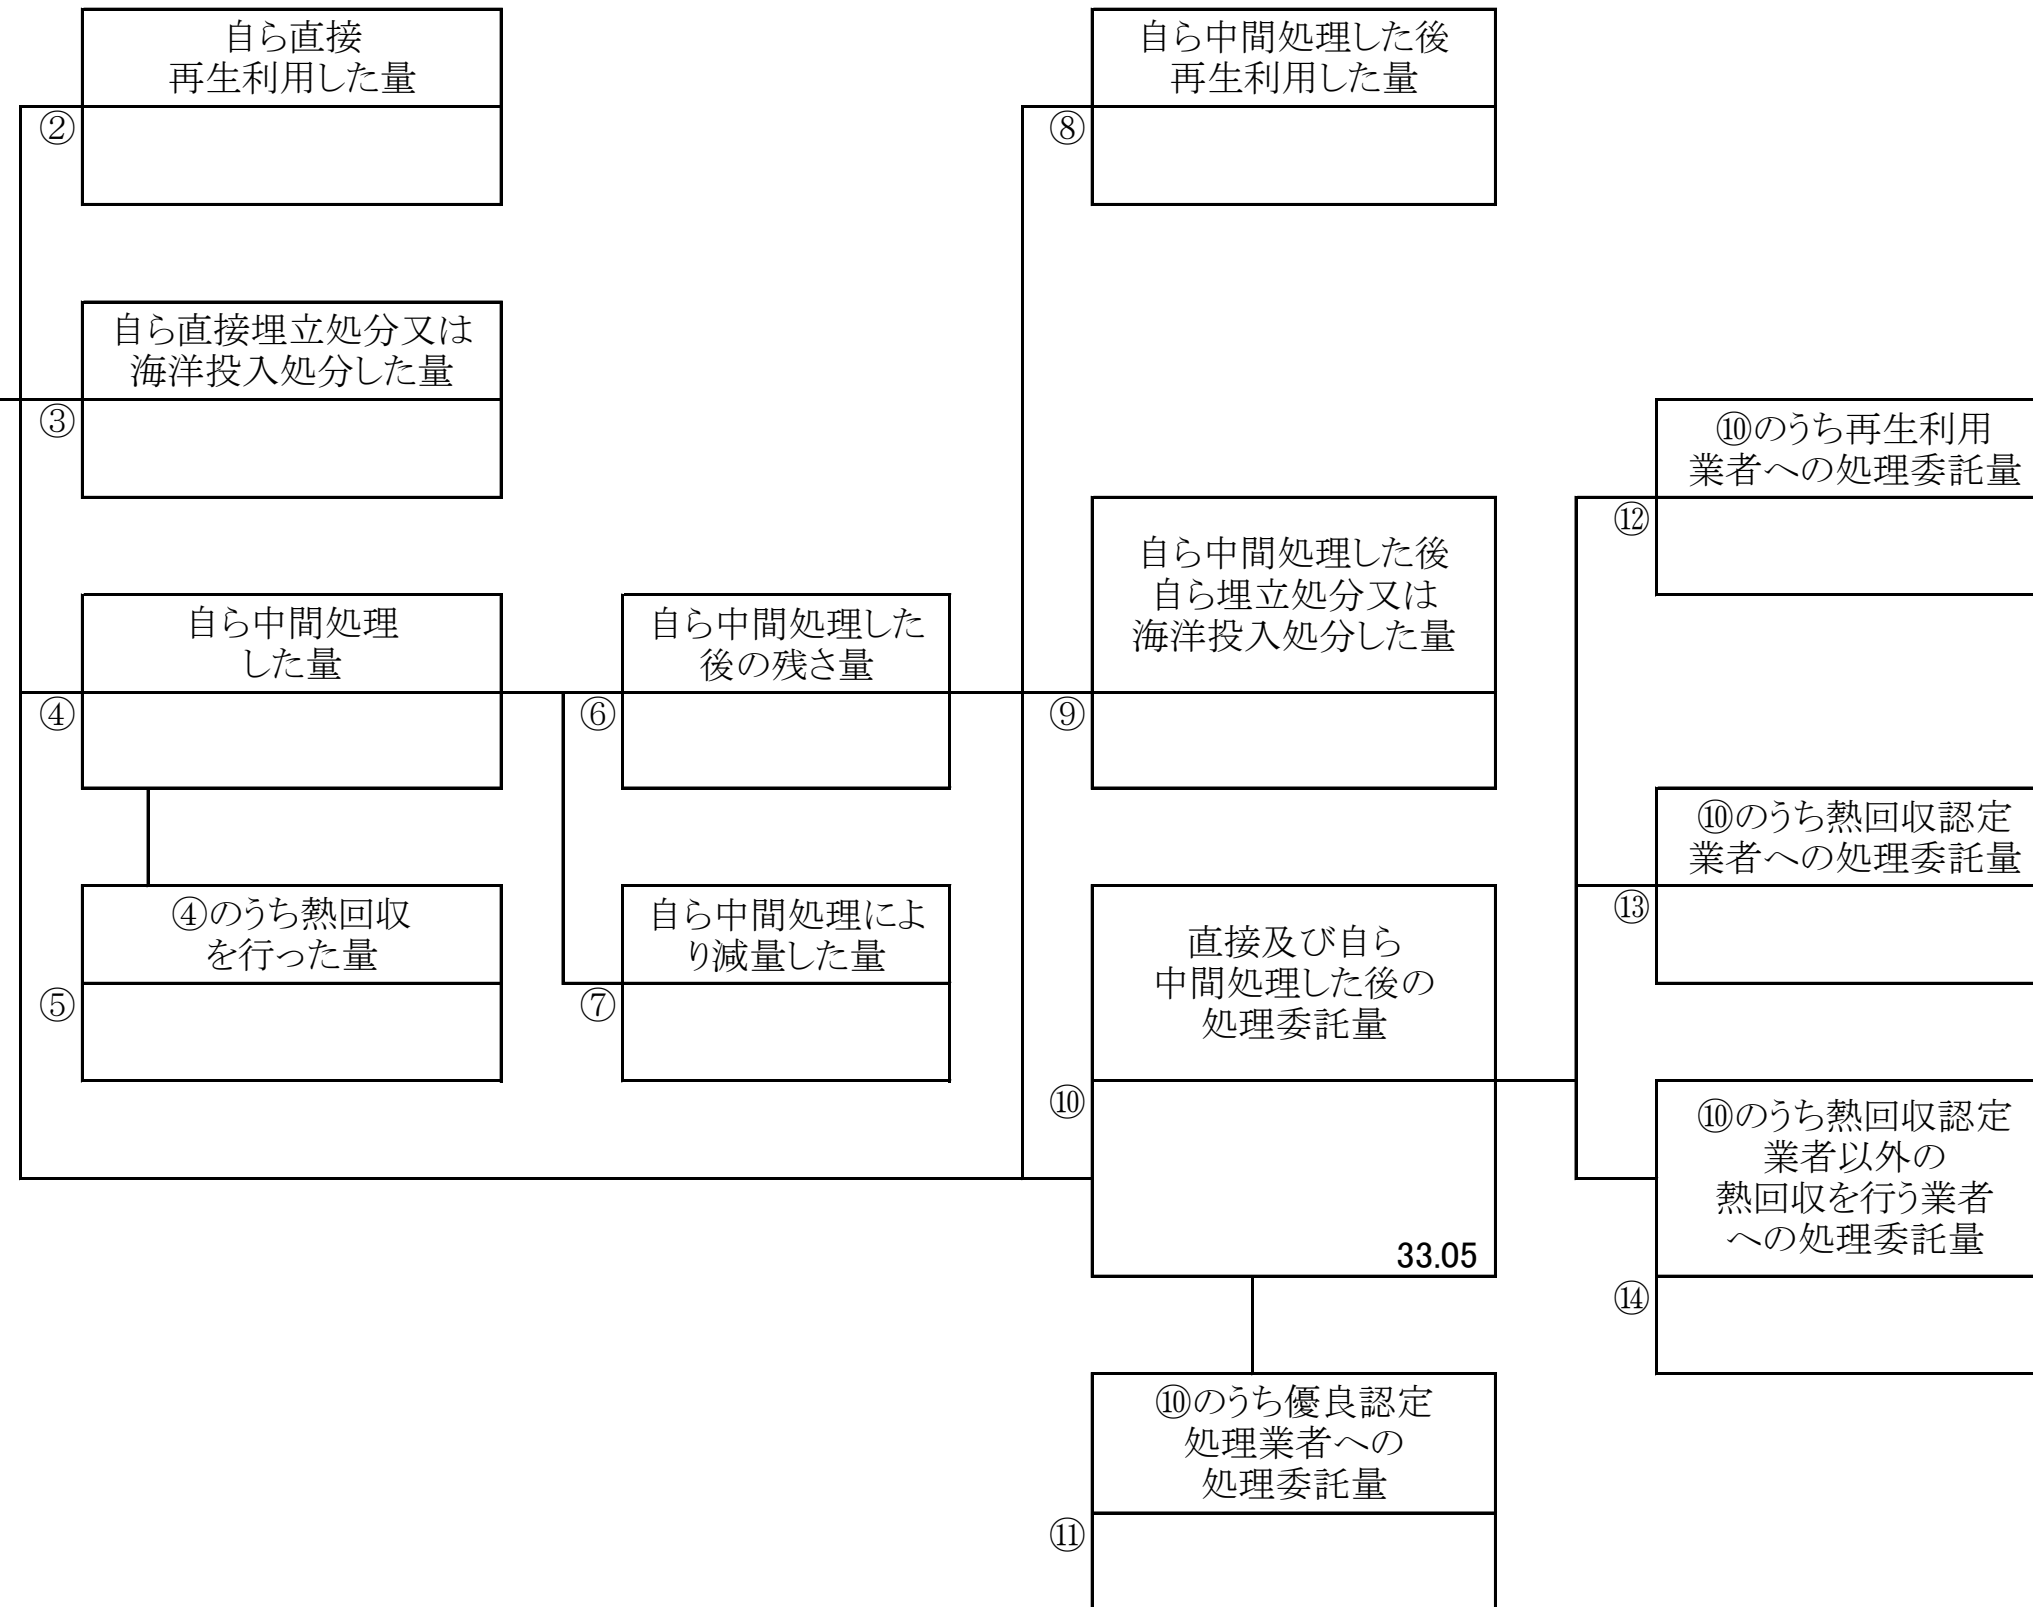 自ら直接
再生利用した量
②
自ら中間処理した後
再生利用した量
⑧
自ら直接埋立処分又は
海洋投入処分した量
③
⑩のうち再生利用
業者への処理委託量
⑫
自ら中間処理
した量
④
自ら中間処理した
後の残さ量
⑥
自ら中間処理した後
自ら埋立処分又は
海洋投入処分した量
⑨
⑩のうち熱回収認定
業者への処理委託量
⑬
④のうち熱回収
を行った量
⑤
自ら中間処理によ
り減量した量
⑦
直接及び自ら
中間処理した後の
処理委託量
⑩
33.05
⑩のうち熱回収認定
業者以外の
熱回収を行う業者
への処理委託量
⑭
⑩のうち優良認定
処理業者への
処理委託量
⑪